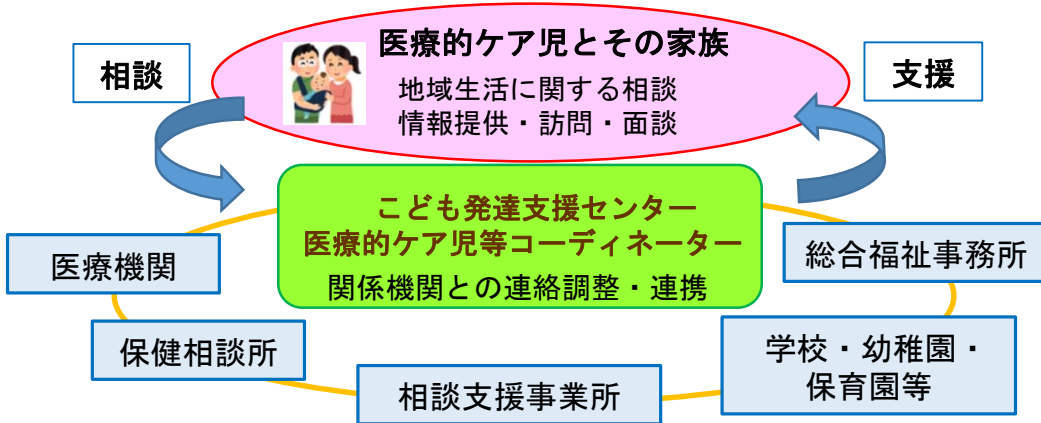 医療的ケア児とその家族
相談
支援
地域生活に関する相談
情報提供・訪問・面談
こども発達支援センター
医療的ケア児等コーディネーター
関係機関との連絡調整・連携
医療機関
総合福祉事務所
保健相談所
学校・幼稚園・
保育園等
相談支援事業所